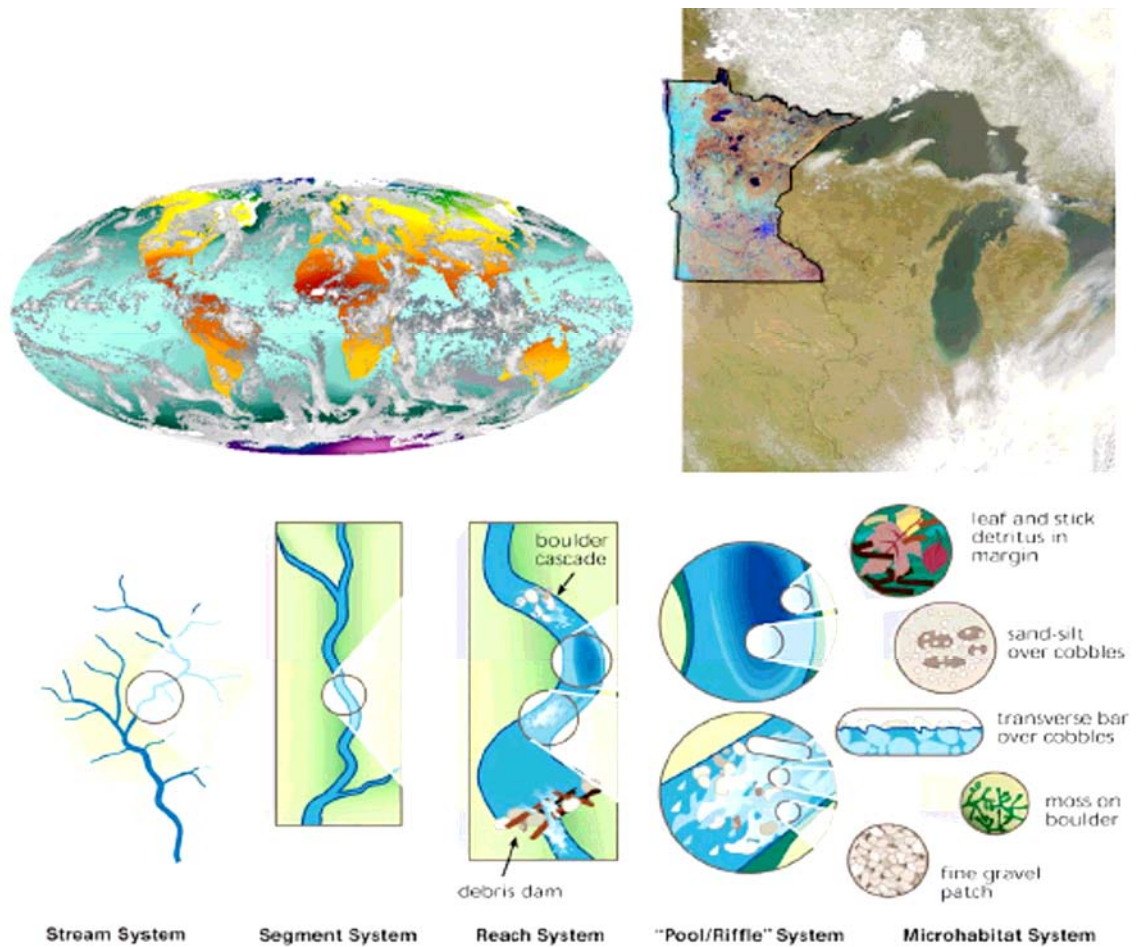 boulder
cascade
debris dam
leaf and stick
detritus in
margin
sand-silt
over cobbles
transverse bar
over cobbles
moss on
boulder
fine gravel
patch
Stream System
Segment System
Reach System
"Pool/Riffle" System
Microhabitat System